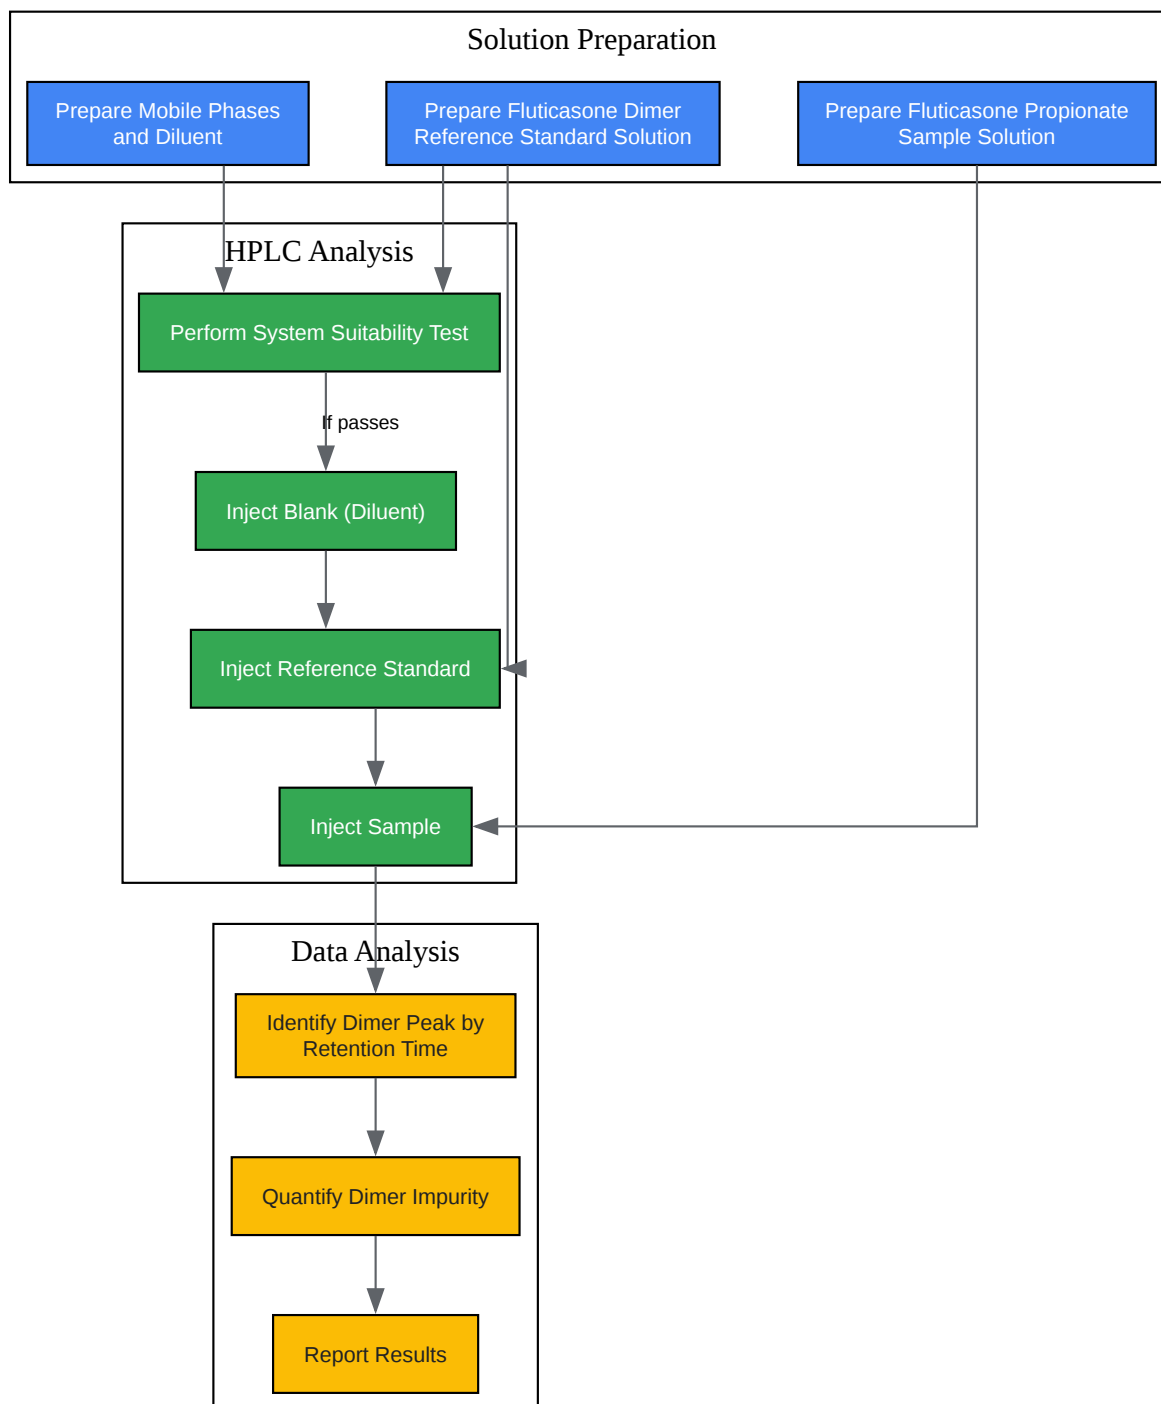 Solution Preparation
Prepare Mobile Phases
and Diluent
Prepare Fluticasone Dimer
Reference Standard Solution
Prepare Fluticasone Propionate
Sample Solution
HPLC Analysis
Perform System Suitability Test
If passes
Inject Blank (Diluent)
Inject Reference Standard
Inject Sample
Data Analysis
Identify Dimer Peak by
Retention Time
Quantify Dimer Impurity
Report Results